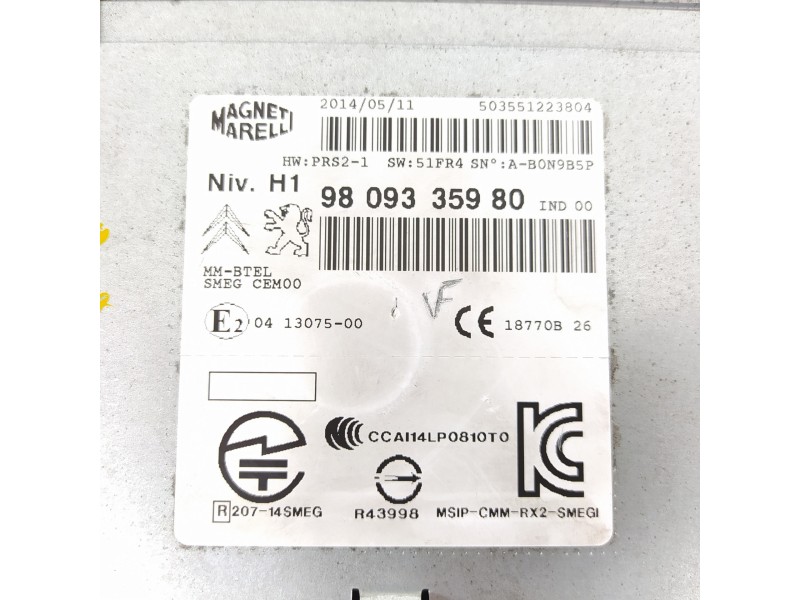 MAGNETI MARELLI
2014/05/11 503551223804
HW:PRS2-1 SW:51FR4 SN°:A-B0N9B5P
Niv. H1
98 093 359 80 IND 00
MM-BTEL
SMEG CEM00
VF
E2 04 13075-00
CE 18770B 26
CCAI14LP0810T0
R 207-14SMEG
R43998
MSIP-CMM-RX2-SMEGI